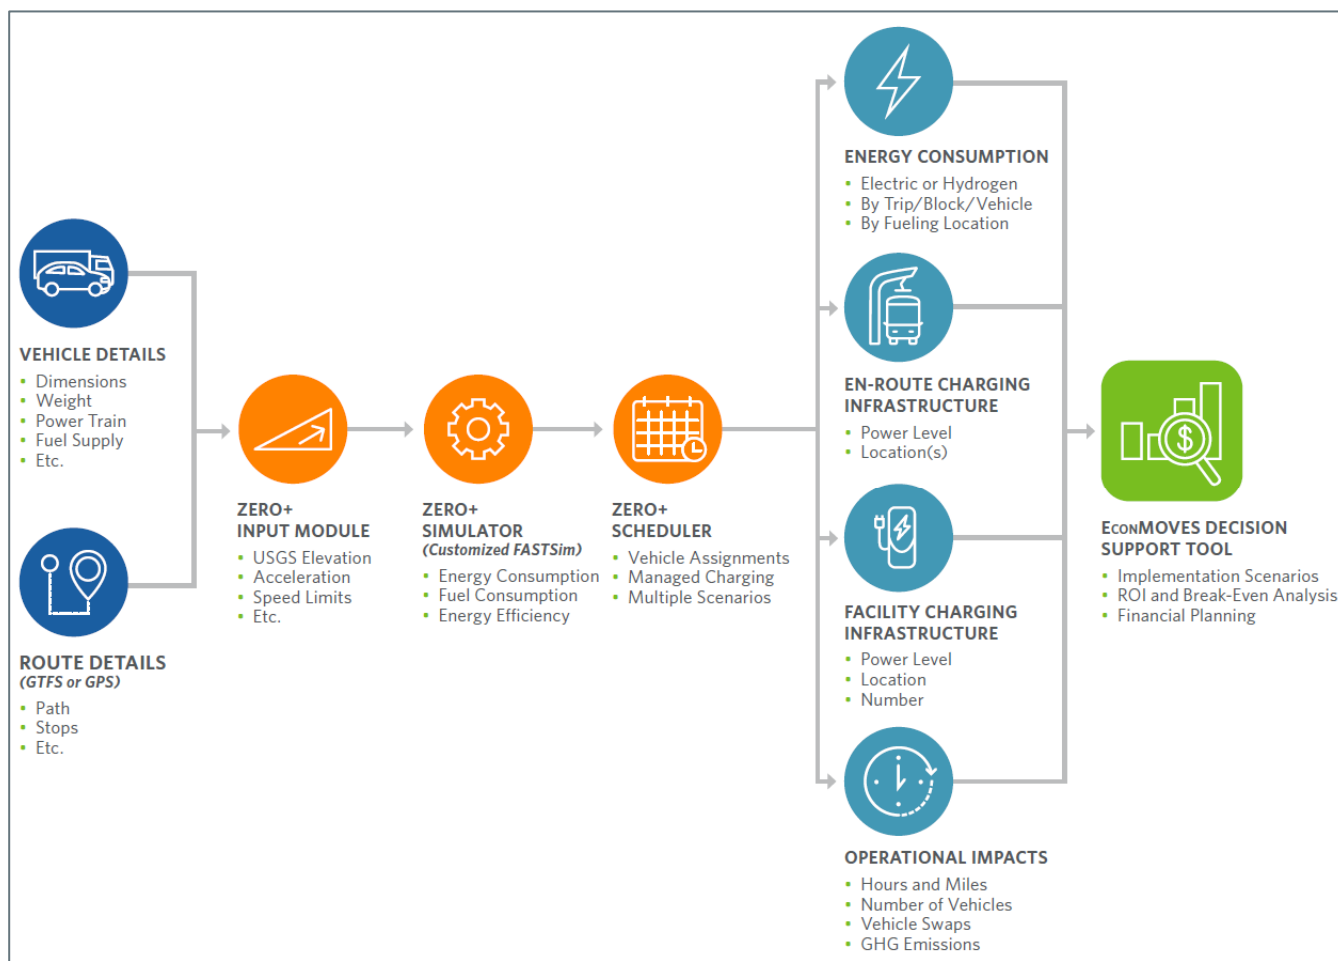 VEHICLE DETAILS
• Dimensions
• Weight
• Power Train
• Fuel Supply
• Etc.
ROUTE DETAILS
(GTFS or GPS)
• Path
• Stops
• Etc.
ZERO+
INPUT MODULE
• USGS Elevation
• Acceleration
• Speed Limits
• Etc.
ZERO+
SIMULATOR
(Customized FASTSim)
• Energy Consumption
• Fuel Consumption
• Energy Efficiency
ZERO+
SCHEDULER
• Vehicle Assignments
• Managed Charging
• Multiple Scenarios
ENERGY CONSUMPTION
• Electric or Hydrogen
• By Trip/Block/Vehicle
• By Fueling Location
EN-ROUTE CHARGING
INFRASTRUCTURE
• Power Level
• Location(s)
FACILITY CHARGING
INFRASTRUCTURE
• Power Level
• Location
• Number
OPERATIONAL IMPACTS
• Hours and Miles
• Number of Vehicles
• Vehicle Swaps
• GHG Emissions
$
ECONMOVES DECISION
SUPPORT TOOL
• Implementation Scenarios
• ROI and Break-Even Analysis
• Financial Planning